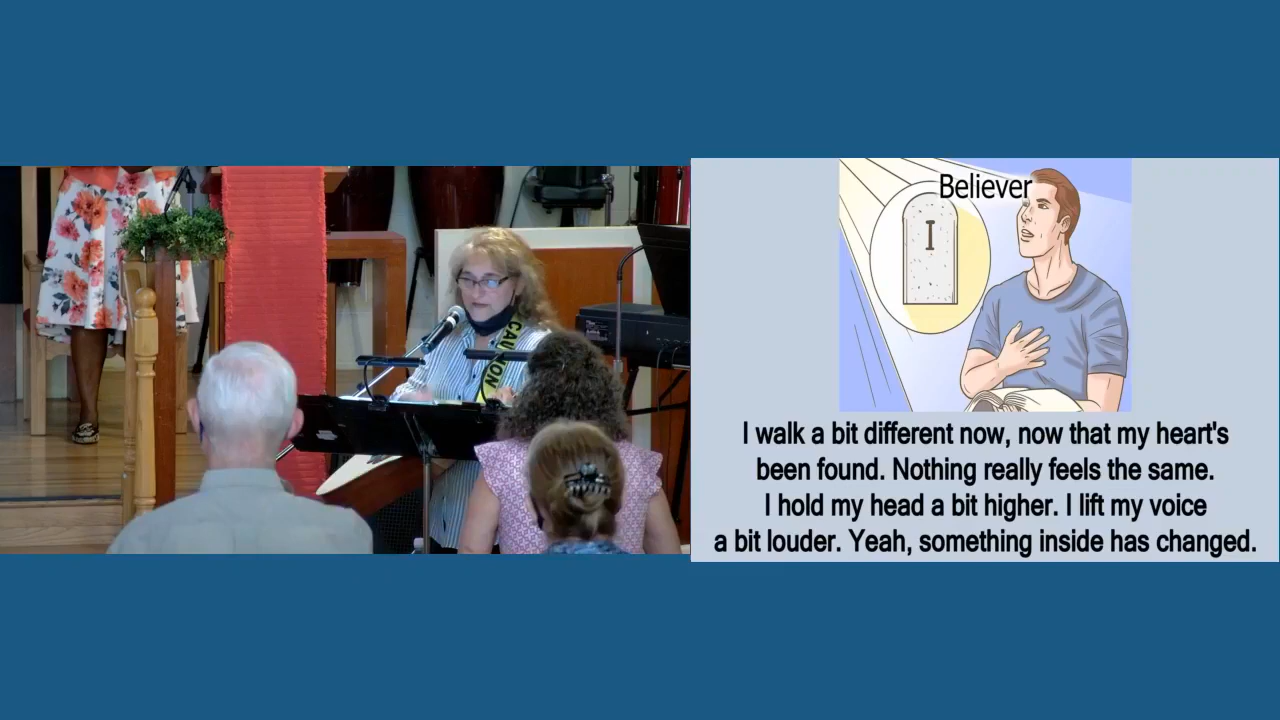 CAUTION
Believer
I
I walk a bit different now, now that my heart's
been found. Nothing really feels the same.
I hold my head a bit higher. I lift my voice
a bit louder. Yeah, something inside has changed.